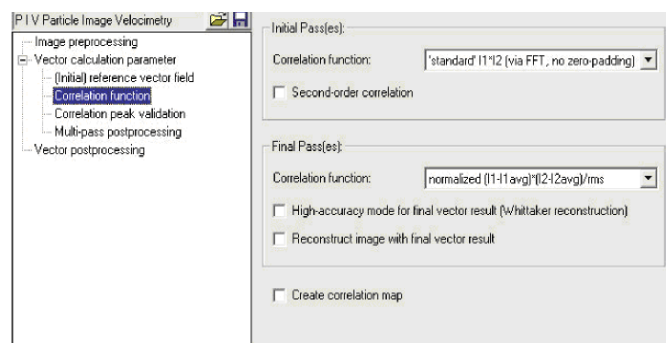 P I V Particle Image Velocimetry
Image preprocessing
Vector calculation parameter
(Initial) reference vector field
Correlation function
Correlation peak validation
Multi-pass postprocessing
Vector postprocessing
Initial Pass(es):
Correlation function: 'standard' I1*I2 (via FFT, no zero-padding)
Second-order correlation
Final Pass(es):
Correlation function: normalized (I1-I1avg)*(I2-I2avg)/rms
High-accuracy mode for final vector result (Whittaker reconstruction)
Reconstruct image with final vector result
Create correlation map